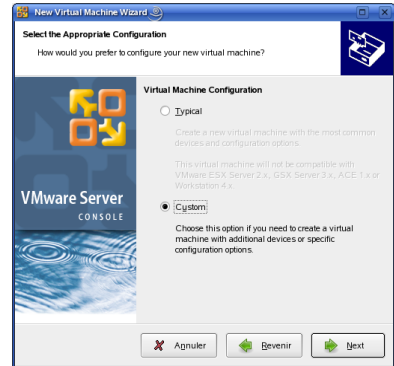 New Virtual Machine Wizard
Select the Appropriate Configuration
How would you prefer to configure your new virtual machine?
Virtual Machine Configuration
Typical
Create a new virtual machine with the most common
devices and configuration options.
This virtual machine will not be compatible with
VMware ESX Server 2.x, GSX Server 3.x, ACE 1.x or
Workstation 4.x
VMware Server
CONSOLE
Custom
Choose this option if you need to create a virtual
machine with additional devices or specific
configuration options.
Annuler
Revenir
Next